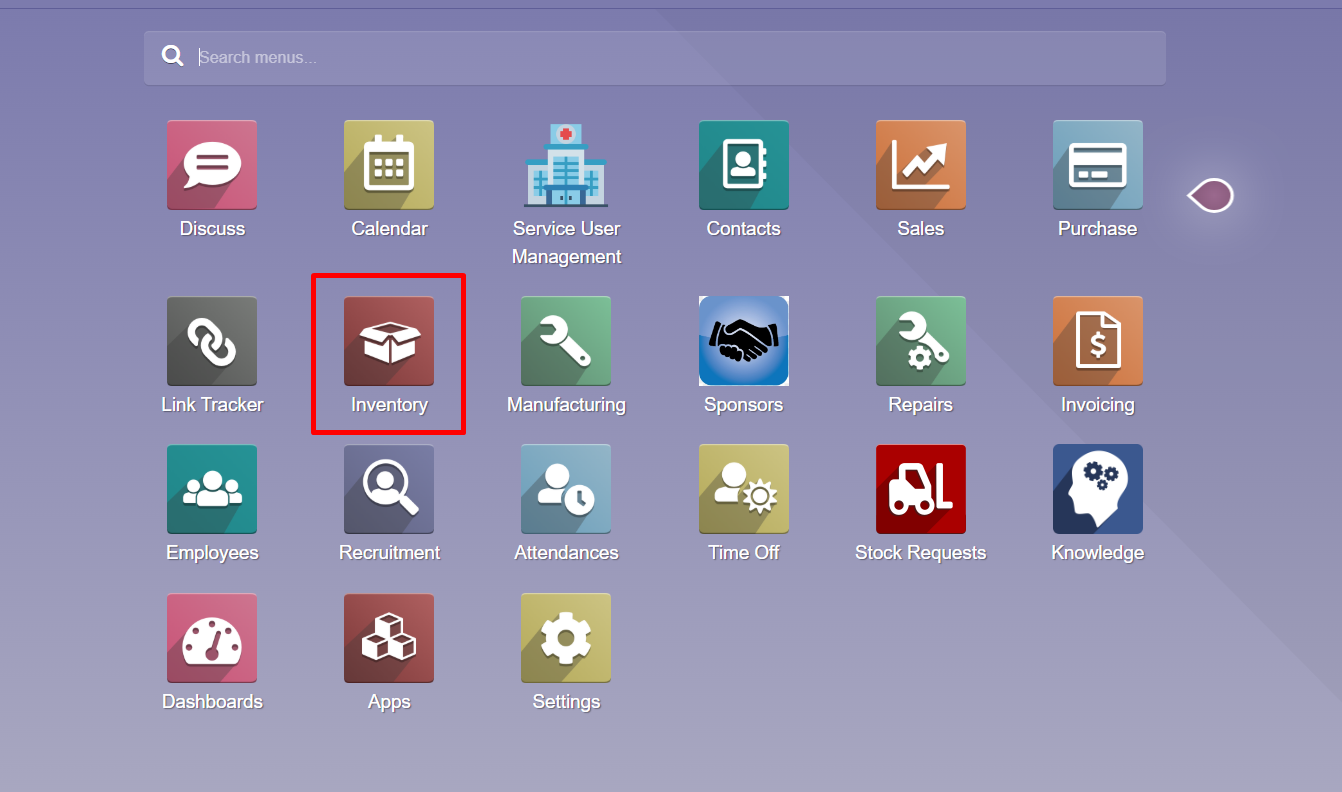 Search menus...
Discuss
Calendar
Service User
Management
Contacts
Sales
Purchase
Link Tracker
Inventory
Manufacturing
Sponsors
Repairs
$
Invoicing
Employees
Recruitment
Attendances
Time Off
Stock Requests
Knowledge
Dashboards
Apps
Settings